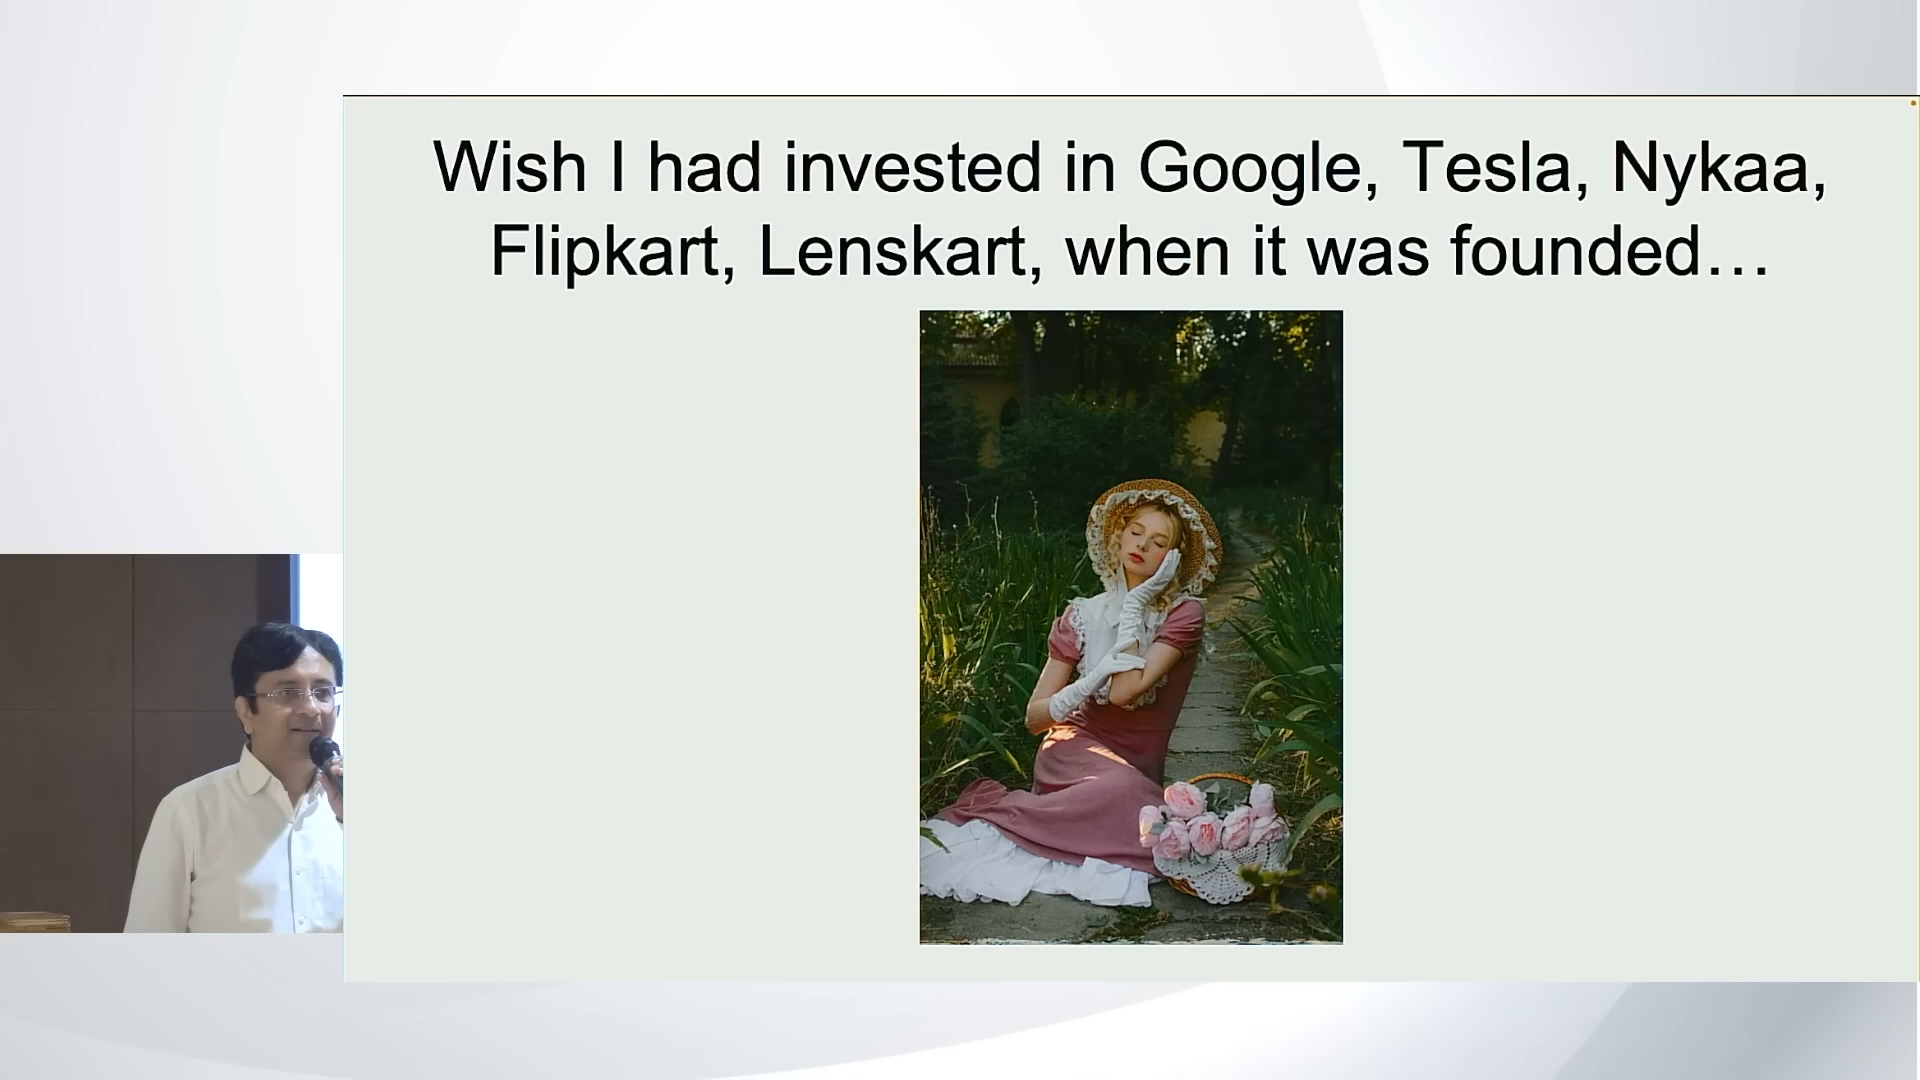 Wish I had invested in Google, Tesla, Nykaa,
Flipkart, Lenskart, when it was founded…